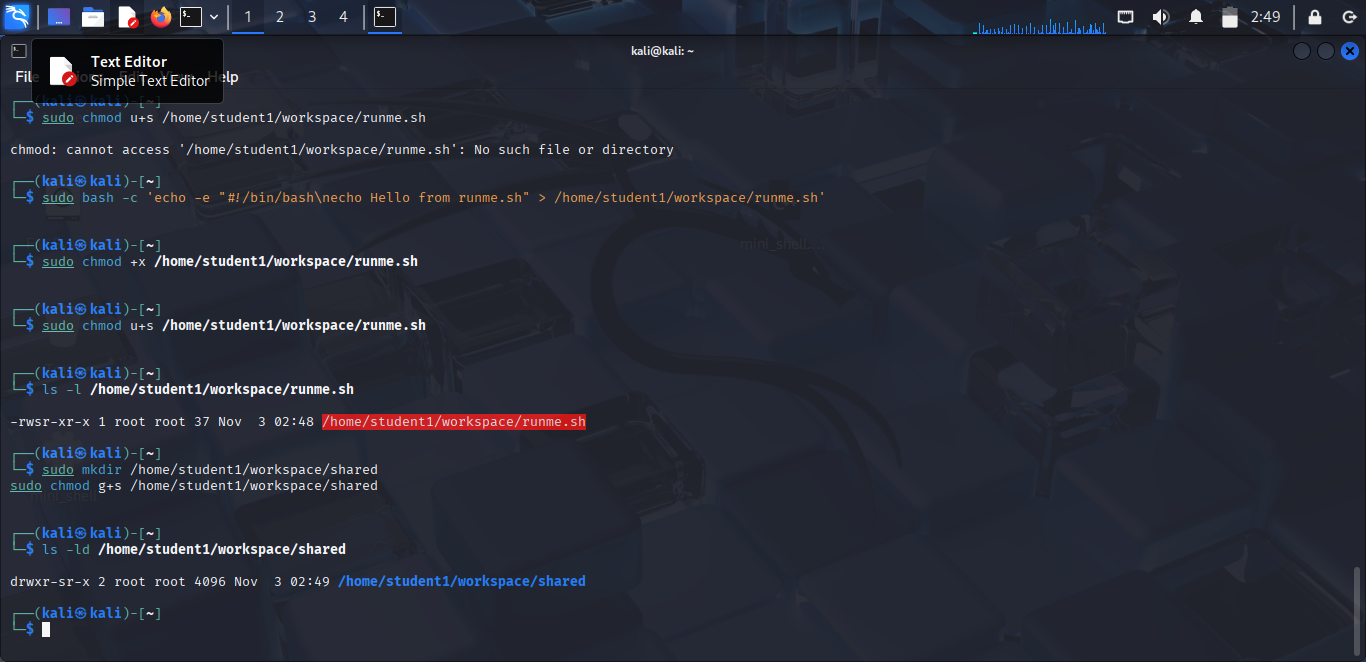 1 2 3 4 2:49
kali@kali: ~
Text Editor
Simple Text Editor
File Help
(kali㉿kali)-[~]
$ sudo chmod u+s /home/student1/workspace/runme.sh
chmod: cannot access '/home/student1/workspace/runme.sh': No such file or directory
(kali㉿kali)-[~]
$ sudo bash -c 'echo -e "#!/bin/bash\necho Hello from runme.sh" > /home/student1/workspace/runme.sh'
mini_shell...
(kali㉿kali)-[~]
$ sudo chmod +x /home/student1/workspace/runme.sh
(kali㉿kali)-[~]
$ sudo chmod u+s /home/student1/workspace/runme.sh
(kali㉿kali)-[~]
$ ls -l /home/student1/workspace/runme.sh
-rwsr-xr-x 1 root root 37 Nov  3 02:48 /home/student1/workspace/runme.sh
(kali㉿kali)-[~]
$ sudo mkdir /home/student1/workspace/shared
sudo chmod g+s /home/student1/workspace/shared
mini_shell
(kali㉿kali)-[~]
$ ls -ld /home/student1/workspace/shared
drwxr-sr-x 2 root root 4096 Nov  3 02:49 /home/student1/workspace/shared
(kali㉿kali)-[~]
$